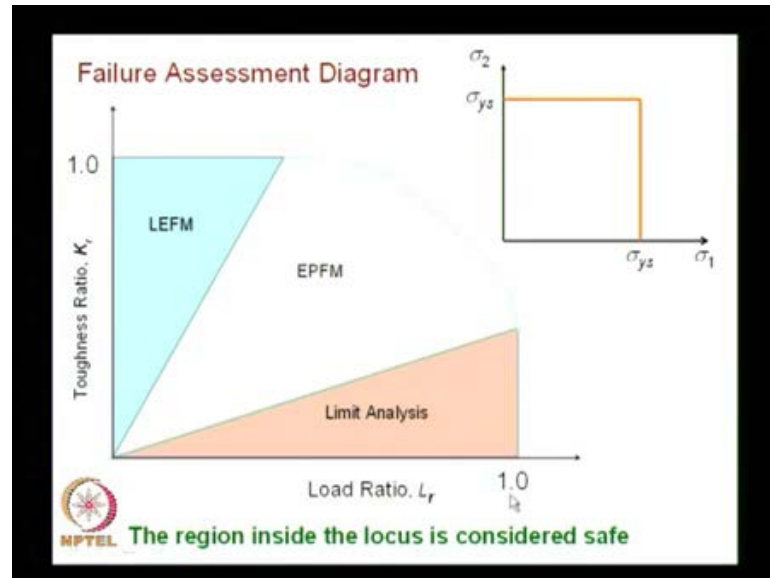 Failure Assessment Diagram
σ2
σys
σys
σ1
1.0
LEFM
EPFM
Toughness Ratio, Kr
Limit Analysis
Load Ratio, Lr
1.0
NPTEL
The region inside the locus is considered safe